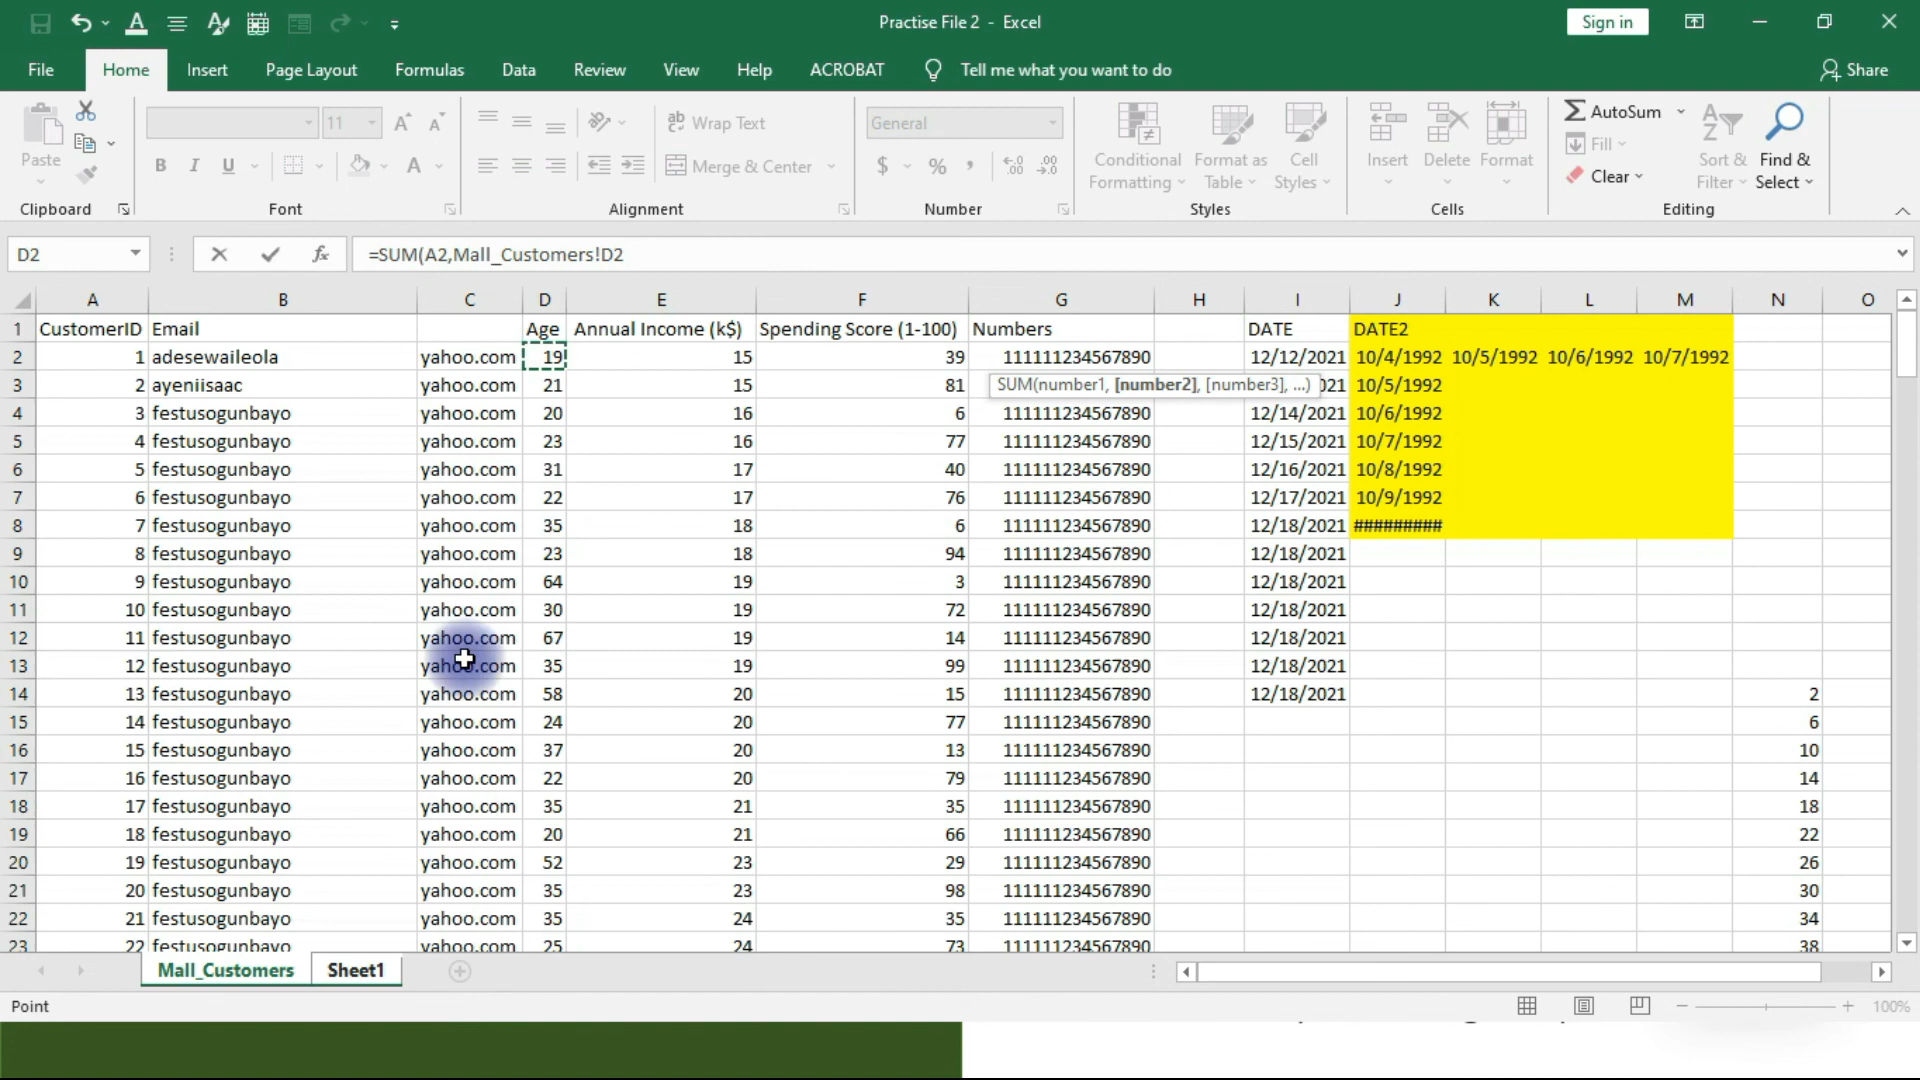 Practise File 2 - Excel
Sign in
File Home Insert Page Layout Formulas Data Review View Help ACROBAT Tell me what you want to do Share
Paste 11 Wrap Text General Conditional Formatting Format as Table Cell Styles Insert Delete Format AutoSum Fill Clear Sort & Filter Find & Select
B I U A Merge & Center $ % ,
Clipboard Font Alignment Number Styles Cells Editing
D2 fx =SUM(A2,Mall_Customers!D2
A B C D E F G H I J K L M N O
1 CustomerID Email Age Annual Income (k$) Spending Score (1-100) Numbers DATE DATE2
2 1 adesewaileola yahoo.com 19 15 39 111111234567890 12/12/2021 10/4/1992 10/5/1992 10/6/1992 10/7/1992
3 2 ayeniisaac yahoo.com 21 15 81 SUM(number1, [number2], [number3], ...) 021 10/5/1992
4 3 festusogunbayo yahoo.com 20 16 6 111111234567890 12/14/2021 10/6/1992
5 4 festusogunbayo yahoo.com 23 16 77 111111234567890 12/15/2021 10/7/1992
6 5 festusogunbayo yahoo.com 31 17 40 111111234567890 12/16/2021 10/8/1992
7 6 festusogunbayo yahoo.com 22 17 76 111111234567890 12/17/2021 10/9/1992
8 7 festusogunbayo yahoo.com 35 18 6 111111234567890 12/18/2021 #########
9 8 festusogunbayo yahoo.com 23 18 94 111111234567890 12/18/2021
10 9 festusogunbayo yahoo.com 64 19 3 111111234567890 12/18/2021
11 10 festusogunbayo yahoo.com 30 19 72 111111234567890 12/18/2021
12 11 festusogunbayo yahoo.com 67 19 14 111111234567890 12/18/2021
13 12 festusogunbayo yahoo.com 35 19 99 111111234567890 12/18/2021
14 13 festusogunbayo yahoo.com 58 20 15 111111234567890 12/18/2021 2
15 14 festusogunbayo yahoo.com 24 20 77 111111234567890 6
16 15 festusogunbayo yahoo.com 37 20 13 111111234567890 10
17 16 festusogunbayo yahoo.com 22 20 79 111111234567890 14
18 17 festusogunbayo yahoo.com 35 21 35 111111234567890 18
19 18 festusogunbayo yahoo.com 20 21 66 111111234567890 22
20 19 festusogunbayo yahoo.com 52 23 29 111111234567890 26
21 20 festusogunbayo yahoo.com 35 23 98 111111234567890 30
22 21 festusogunbayo yahoo.com 35 24 35 111111234567890 34
23 22 festusogunbayo yahoo.com 25 24 73 111111234567890 38
Mall_Customers Sheet1
Point 100%